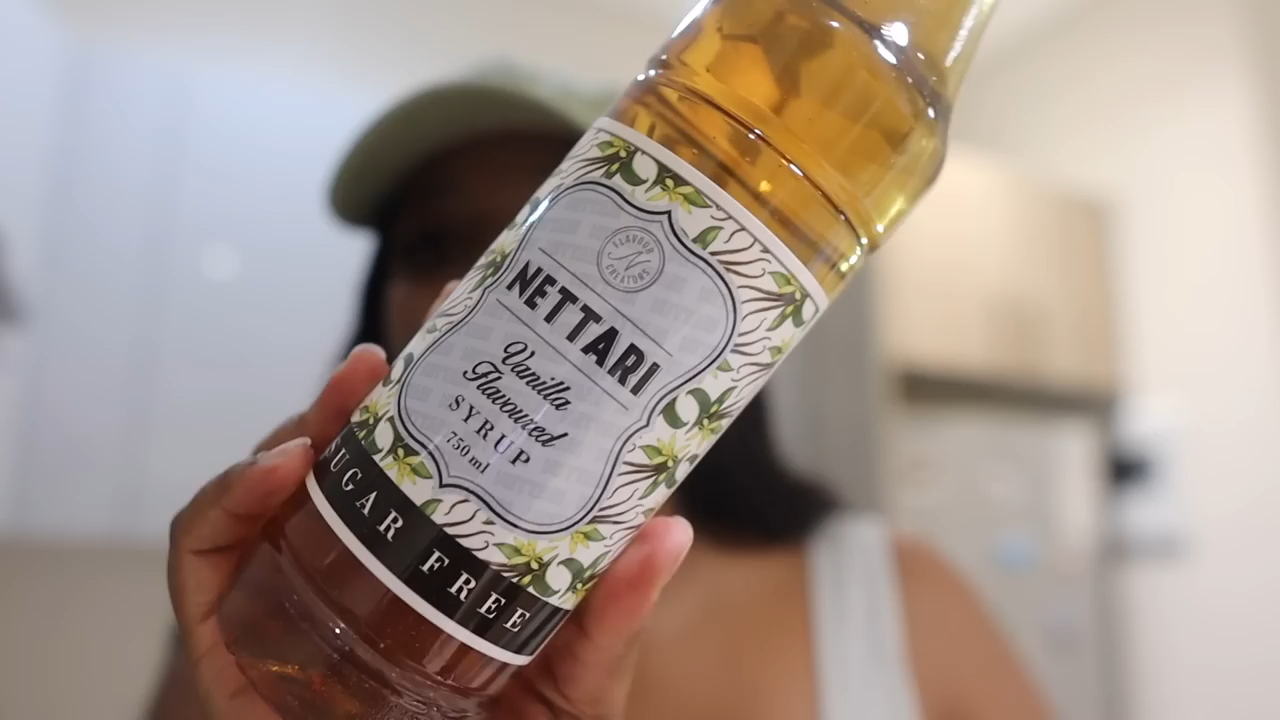 FLAVOUR
N
CREATORS
NETTARI
Vanilla
Flavoured
SYRUP
750 ml
SUGAR FREE